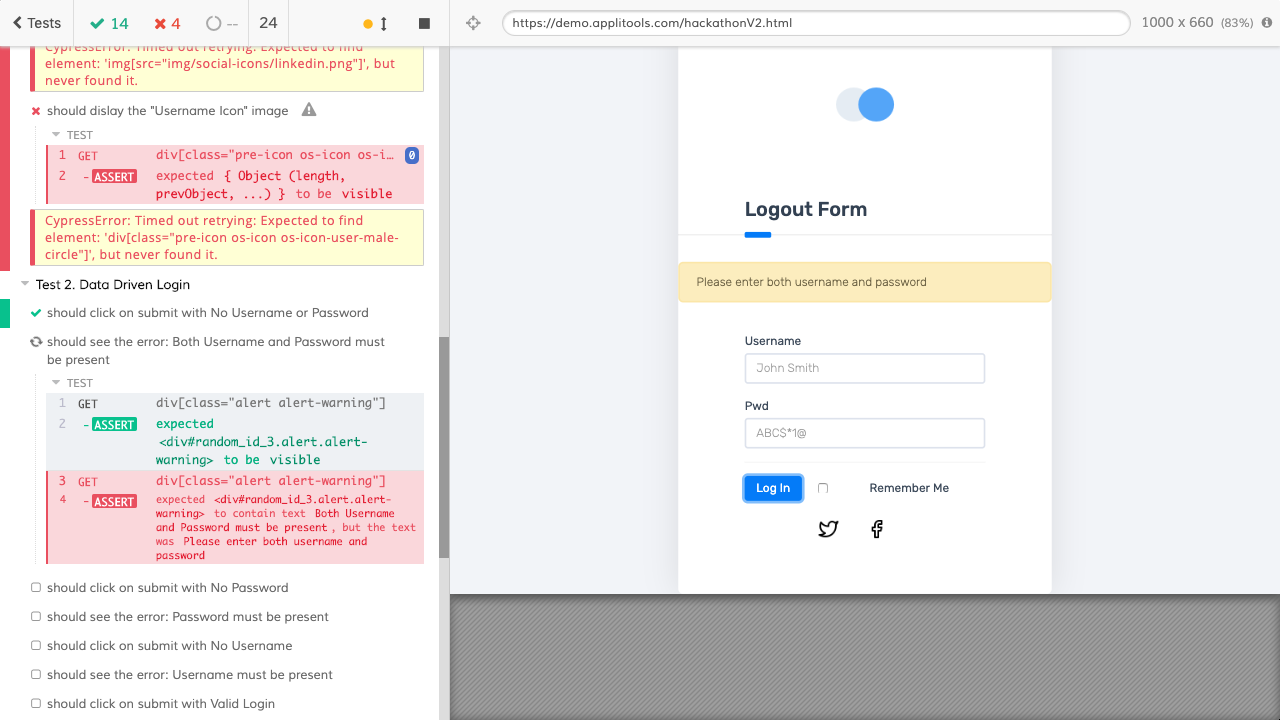 Tests
14
4
--
24
https://demo.applitools.com/hackathonV2.html
1000 x 660 (83%)
CypressError: Timed out retrying: Expected to find
element: 'img[src="img/social-icons/linkedin.png"]', but
never found it.
should dislay the "Username Icon" image
TEST
1 GET div[class="pre-icon os-icon os-i… 0
2 -ASSERT expected { Object (length,
prevObject, ...) } to be visible
CypressError: Timed out retrying: Expected to find
element: 'div[class="pre-icon os-icon os-icon-user-male-
circle"]', but never found it.
Test 2. Data Driven Login
should click on submit with No Username or Password
should see the error: Both Username and Password must
be present
TEST
1 GET div[class="alert alert-warning"]
2 -ASSERT expected
<div#random_id_3.alert.alert-
warning> to be visible
3 GET div[class="alert alert-warning"]
4 -ASSERT expected <div#random_id_3.alert.alert-
warning> to contain text Both Username
and Password must be present, but the text
was Please enter both username and
password
should click on submit with No Password
should see the error: Password must be present
should click on submit with No Username
should see the error: Username must be present
should click on submit with Valid Login
Logout Form
Please enter both username and password
Username
John Smith
Pwd
ABC$*1@
Log In
Remember Me